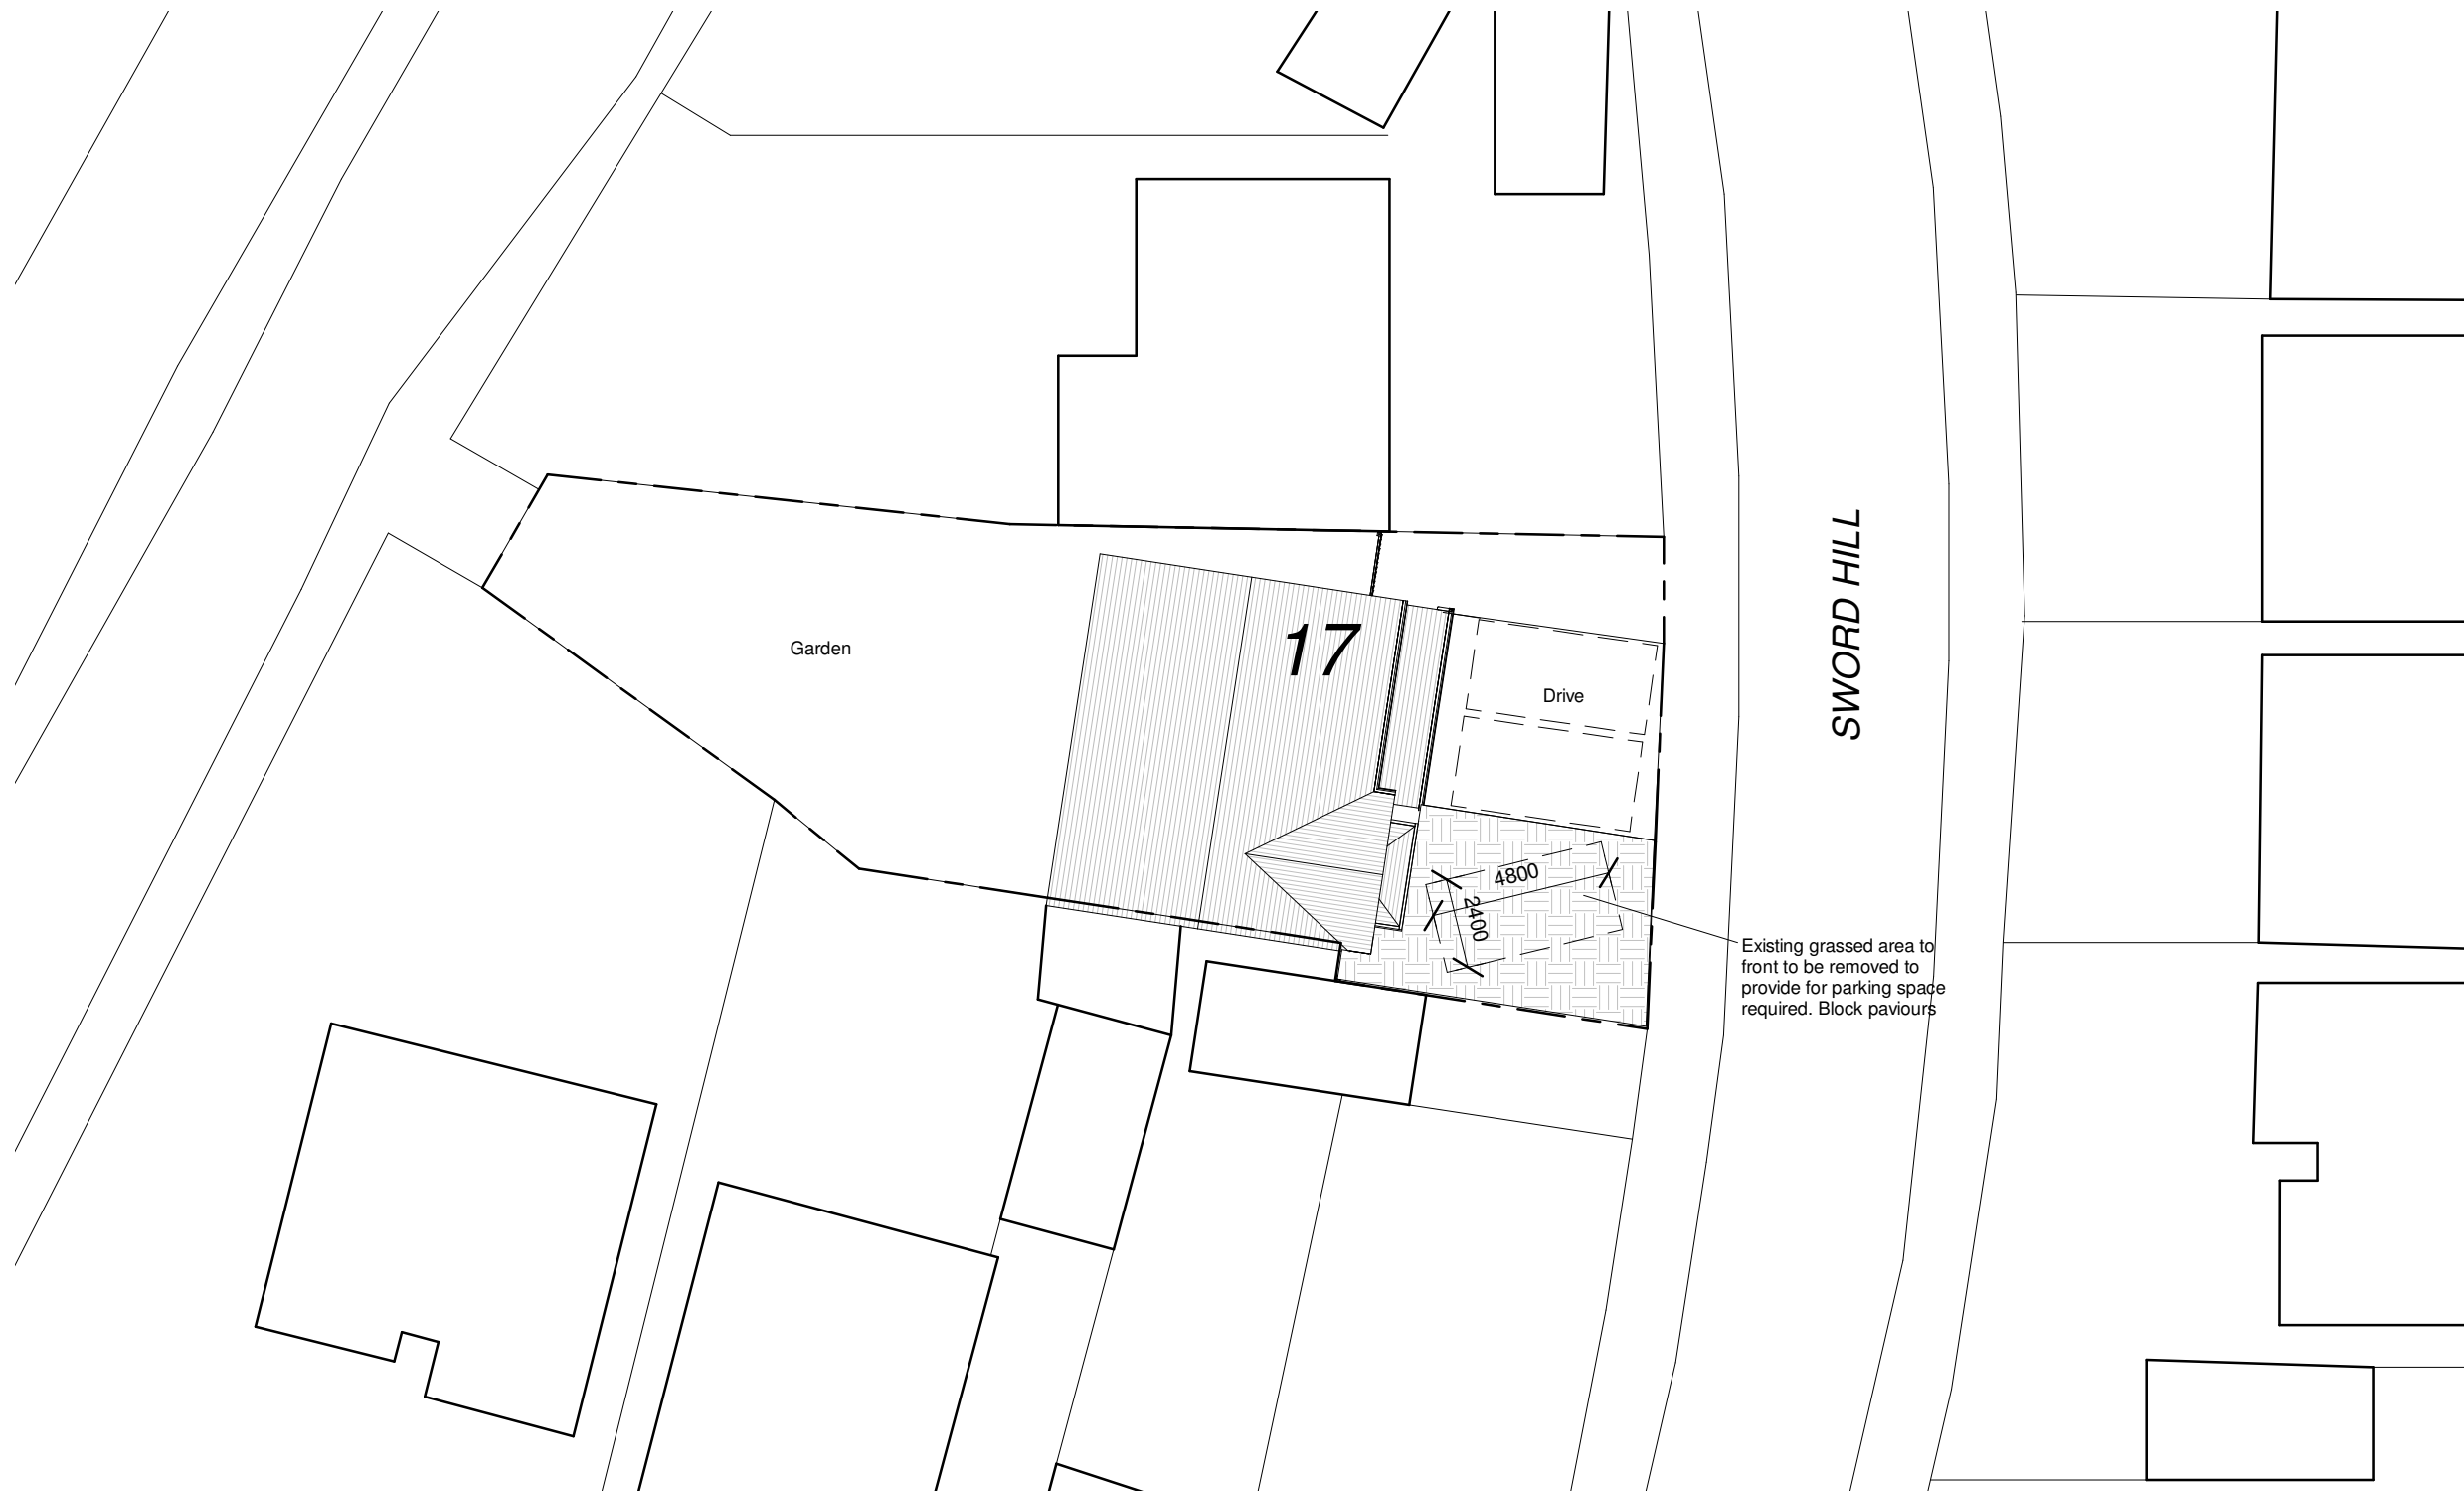 SWORD HILL
17
Garden
Drive
4800
2400
Existing grassed area to
front to be removed to
provide for parking space
required. Block paviours